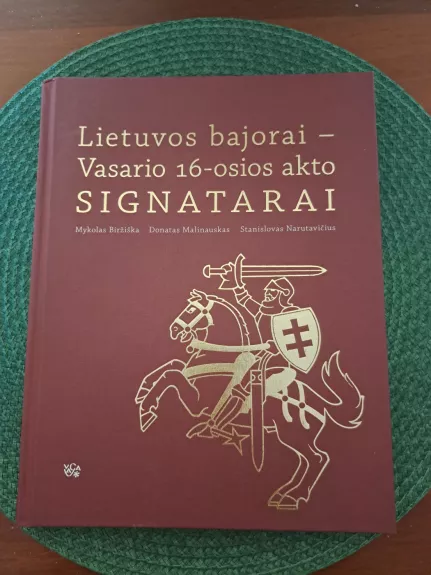 Lietuvos bajorai –
Vasario 16-osios akto
SIGNATARAI
Mykolas Biržiška Donatas Malinauskas Stanislovas Narutavičius